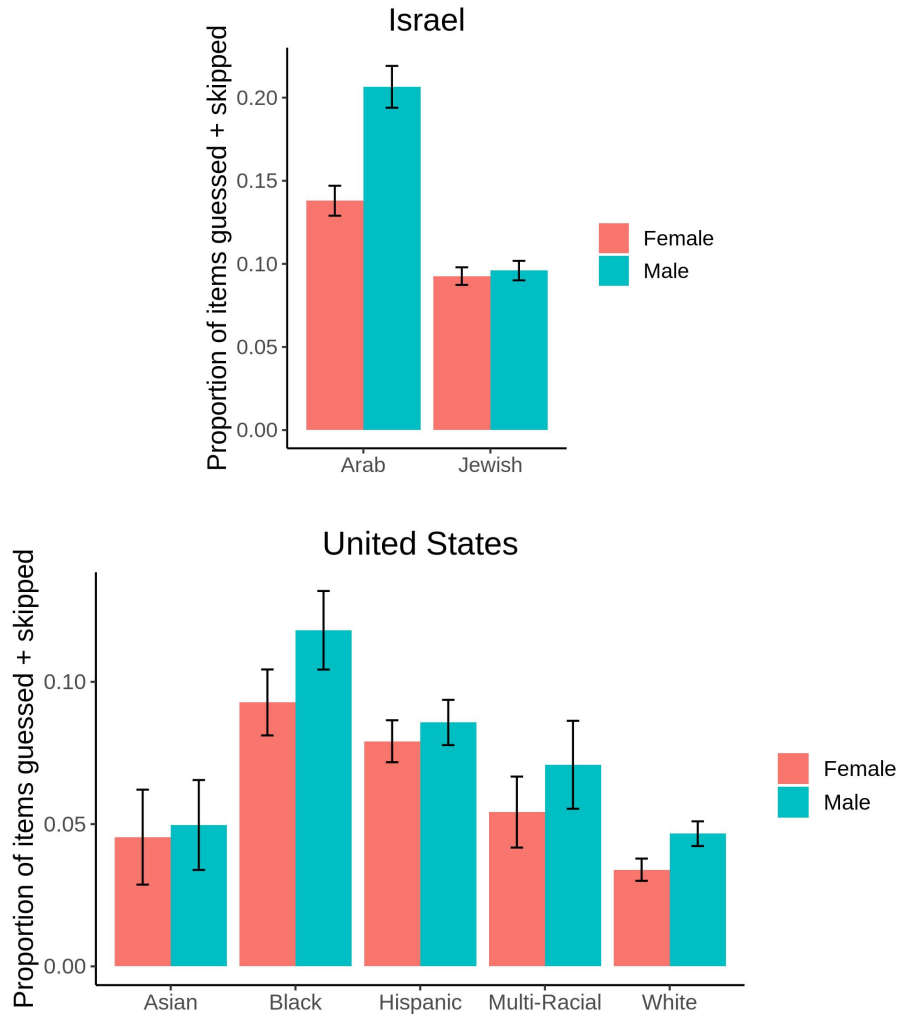 Israel
Proportion of items guessed + skipped
0.20
0.15
0.10
0.05
0.00
Arab
Jewish
Female
Male
United States
Proportion of items guessed + skipped
0.10
0.05
0.00
Asian
Black
Hispanic
Multi-Racial
White
Female
Male